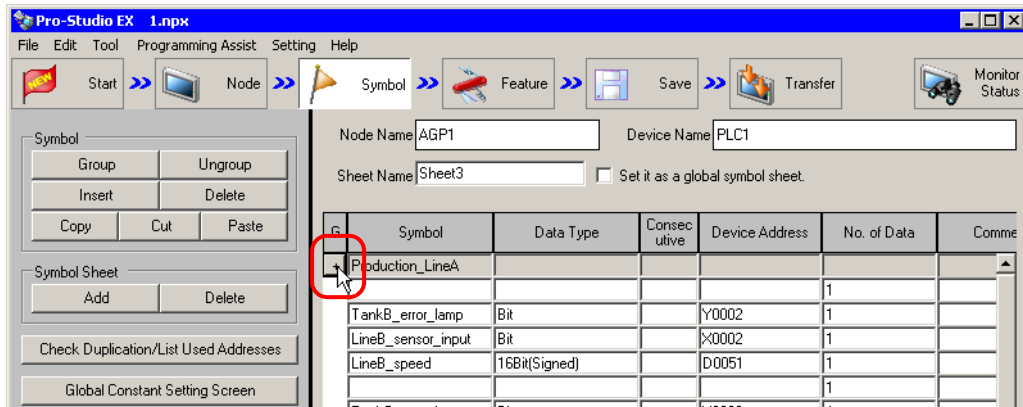 Pro-Studio EX 1.npx
File Edit Tool Programming Assist Setting Help
NEW Start Node Symbol Feature Save Transfer Monitor Status
Symbol
Group Ungroup
Insert Delete
Copy Cut Paste
Symbol Sheet
Add Delete
Check Duplication/List Used Addresses
Global Constant Setting Screen
Node Name AGP1 Device Name PLC1
Sheet Name Sheet3 Set it as a global symbol sheet.
G Symbol Data Type Consecutive Device Address No. of Data Comme
+ Production_LineA
1
TankB_error_lamp Bit Y0002 1
LineB_sensor_input Bit X0002 1
LineB_speed 16Bit(Signed) D0051 1
1